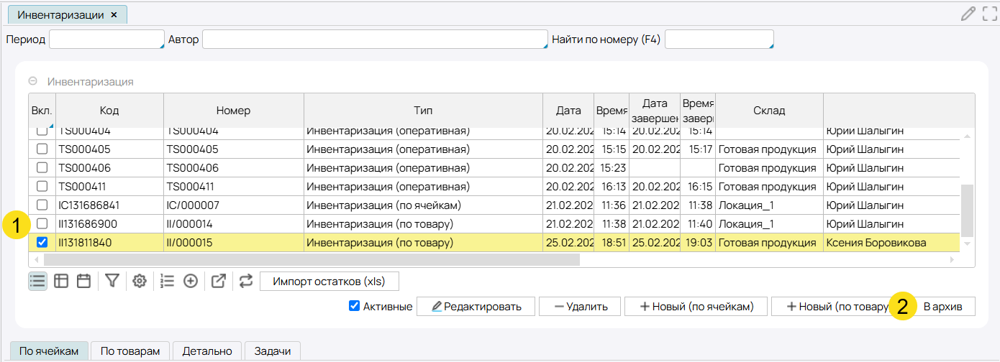 Инвентаризации ×
Период Автор Найти по номеру (F4)
Инвентаризация
Вкл. Код Номер Тип Дата Время Дата завершен Время завери Склад
TS000404 TS000404 Инвентаризация (оперативная) 20.02.202 15:14 20.02.202 15:14 Юрий Шалыгин
TS000405 TS000405 Инвентаризация (оперативная) 20.02.202 15:15 20.02.202 15:17 Готовая продукция Юрий Шалыгин
TS000406 TS000406 Инвентаризация (оперативная) 20.02.202 15:23 Готовая продукция Юрий Шалыгин
TS000411 TS000411 Инвентаризация (оперативная) 20.02.202 16:13 20.02.202 16:15 Готовая продукция Юрий Шалыгин
IC131686841 IC/000007 Инвентаризация (по ячейкам) 21.02.202 11:36 21.02.202 11:38 Локация_1 Юрий Шалыгин
1 II131686900 II/000014 Инвентаризация (по товару) 21.02.202 11:38 21.02.202 11:40 Локация_1 Юрий Шалыгин
II131811840 II/000015 Инвентаризация (по товару) 25.02.202 18:51 25.02.202 19:03 Готовая продукция Ксения Боровикова
Импорт остатков (xls)
Активные Редактировать Удалить Новый (по ячейкам) Новый (по товару 2 В архив
По ячейкам По товарам Детально Задачи